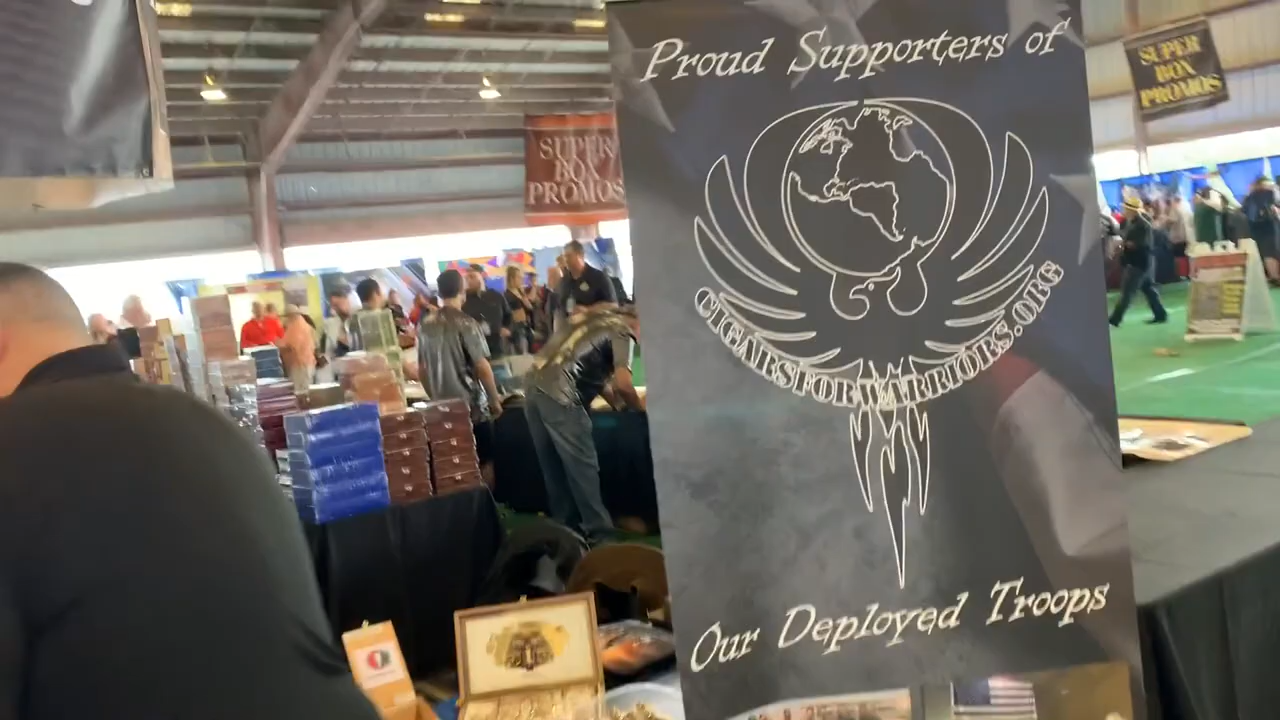 Proud Supporters of
CIGARSFORWARRIORS.ORG
Our Deployed Troops
SUPER
BOX
PROMOS
SUPER
BOX
PROMOS